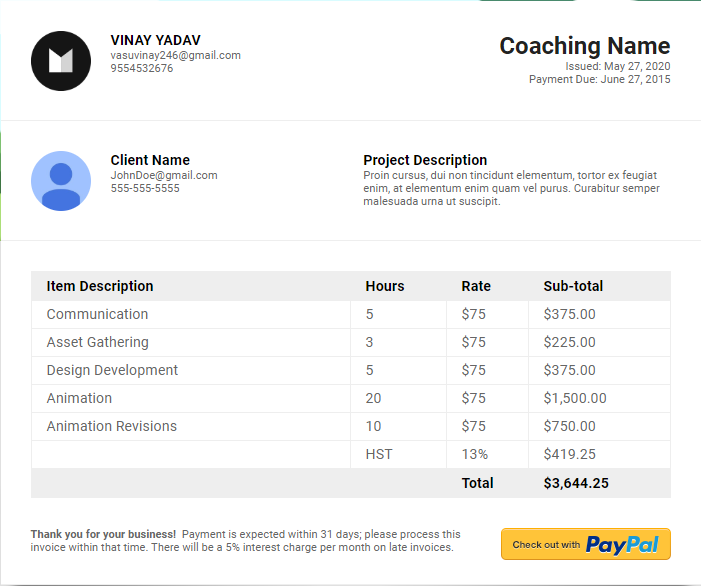 VINAY YADAV
vasuvinay246@gmail.com
9554532676
Coaching Name
Issued: May 27, 2020
Payment Due: June 27, 2015
Client Name
JohnDoe@gmail.com
555-555-5555
Project Description
Proin cursus, dui non tincidunt elementum, tortor ex feugiat
enim, at elementum enim quam vel purus. Curabitur semper
malesuada urna ut suscipit.
Item Description Hours Rate Sub-total
Communication 5 $75 $375.00
Asset Gathering 3 $75 $225.00
Design Development 5 $75 $375.00
Animation 20 $75 $1,500.00
Animation Revisions 10 $75 $750.00
HST 13% $419.25
Total $3,644.25
Thank you for your business! Payment is expected within 31 days; please process this
invoice within that time. There will be a 5% interest charge per month on late invoices.
Check out with PayPal